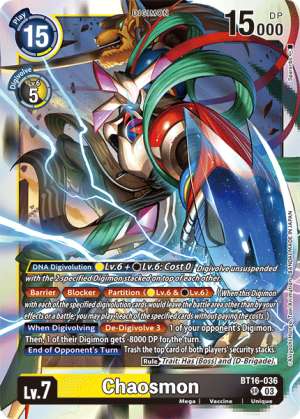 DIGIMON
Play
15
15 DP
000
Digivolve
Lv.6
5
DNA Digivolution Lv.6 + Lv.6: Cost 0 Digivolve unsuspended
with the 2 specified Digimon stacked on top of each other.
Barrier Blocker Partition ( Lv.6 & Lv.6) (When this Digimon
with each of the specified digivolution cards would leave the battle area other than by your
effects or a battle, you may play 1 each of the specified cards without paying the costs)
When Digivolving De-Digivolve 3 1 of your opponent's Digimon.
Then, 1 of their Digimon gets -8000 DP for the turn.
End of Opponent's Turn Trash the top card of both players' security stacks.
Rule Trait: Has [Boss] and [D-Brigade].
Lv.7
Chaosmon
BT16-036
SR 03
Mega Vaccine Unique